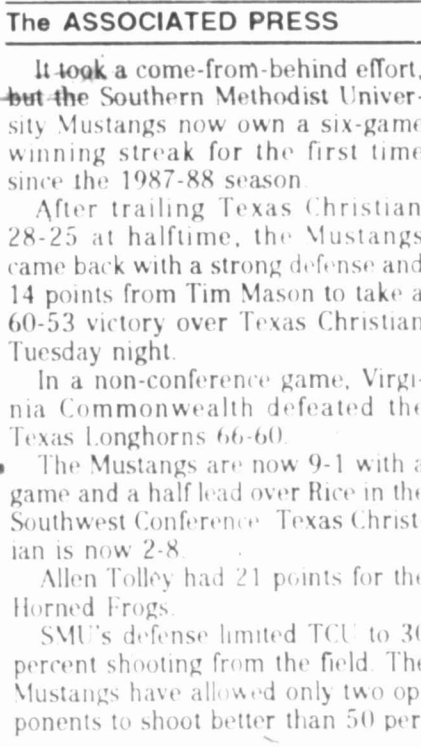 The ASSOCIATED PRESS
It took a come-from-behind effort,
but the Southern Methodist Univer-
sity Mustangs now own a six-game
winning streak for the first time
since the 1987-88 season.
After trailing Texas Christian
28-25 at halftime, the Mustangs
came back with a strong defense and
14 points from Tim Mason to take a
60-53 victory over Texas Christian
Tuesday night.
In a non-conference game, Virgi-
nia Commonwealth defeated the
Texas Longhorns 66-60.
The Mustangs are now 9-1 with a
game and a half lead over Rice in the
Southwest Conference. Texas Christ-
ian is now 2-8.
Allen Tolley had 21 points for the
Horned Frogs.
SMU's defense limited TCU to
percent shooting from the field. The
Mustangs have allowed only two op-
ponents to shoot better than 50 per-